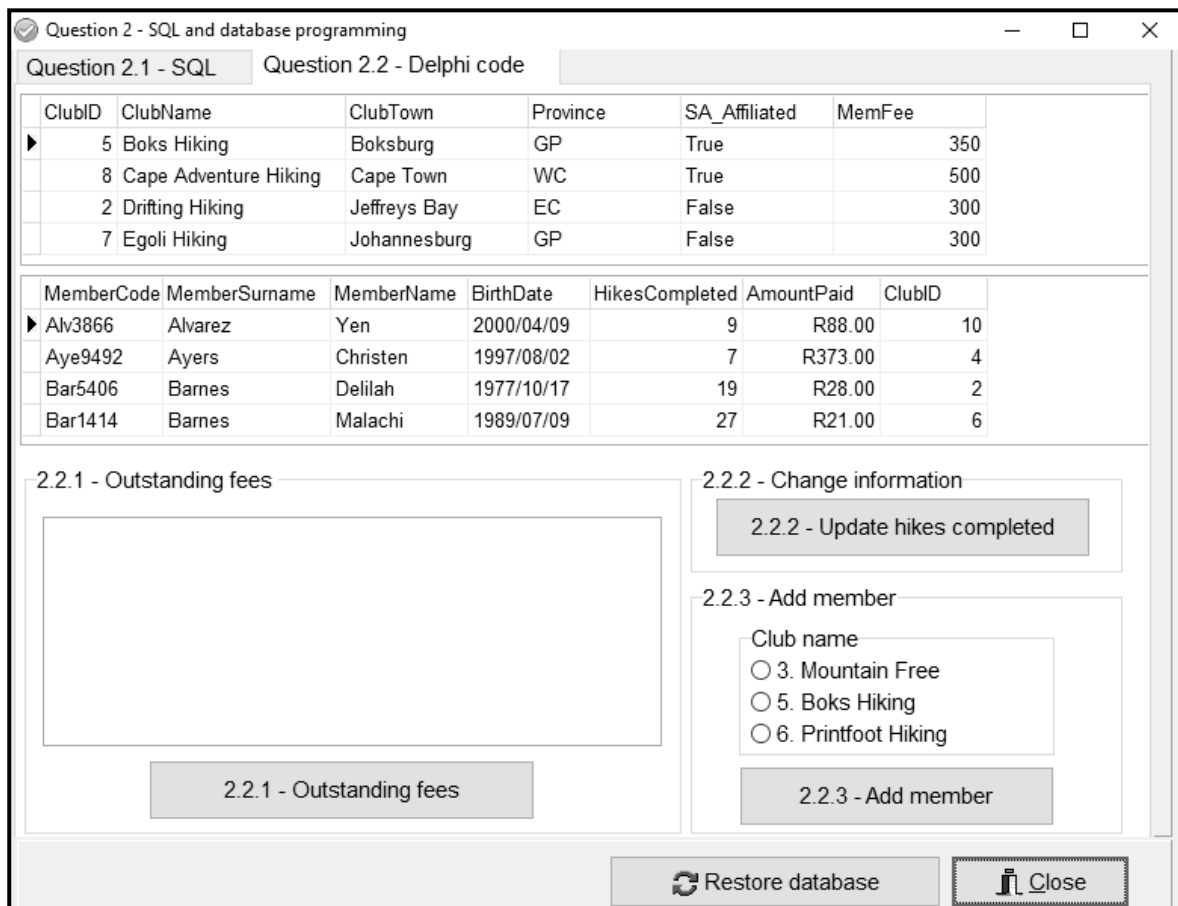 Question 2 - SQL and database programming
Question 2.1 - SQL Question 2.2 - Delphi code
ClubID ClubName ClubTown Province SA_Affiliated MemFee
5 Boks Hiking Boksburg GP True 350
8 Cape Adventure Hiking Cape Town WC True 500
2 Drifting Hiking Jeffreys Bay EC False 300
7 Egoli Hiking Johannesburg GP False 300
MemberCode MemberSurname MemberName BirthDate HikesCompleted AmountPaid ClubID
Alv3866 Alvarez Yen 2000/04/09 9 R88.00 10
Aye9492 Ayers Christen 1997/08/02 7 R373.00 4
Bar5406 Barnes Delilah 1977/10/17 19 R28.00 2
Bar1414 Barnes Malachi 1989/07/09 27 R21.00 6
2.2.1 - Outstanding fees
2.2.1 - Outstanding fees
2.2.2 - Change information
2.2.2 - Update hikes completed
2.2.3 - Add member
Club name
3. Mountain Free
5. Boks Hiking
6. Printfoot Hiking
2.2.3 - Add member
Restore database
Close